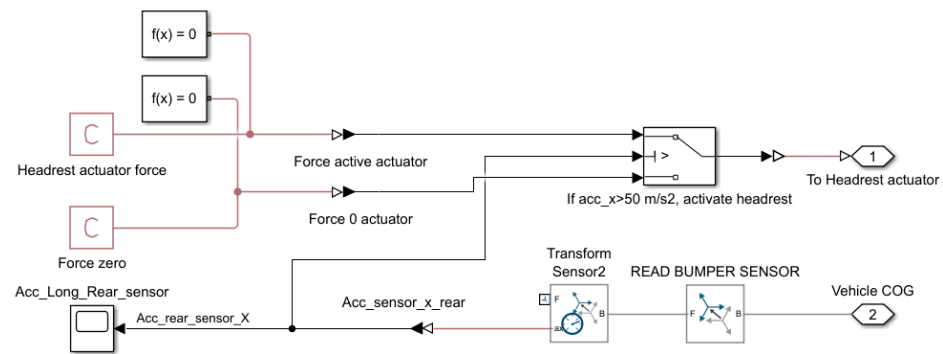 f(x) = 0
f(x) = 0
C
Headrest actuator force
Force active actuator
>
1
To Headrest actuator
If acc_x>50 m/s2, activate headrest
Force 0 actuator
C
Force zero
Transform
Sensor2
READ BUMPER SENSOR
Acc_Long_Rear_sensor
Acc_rear_sensor_X
Acc_sensor_x_rear
F
ax
B
F
B
Vehicle COG
2